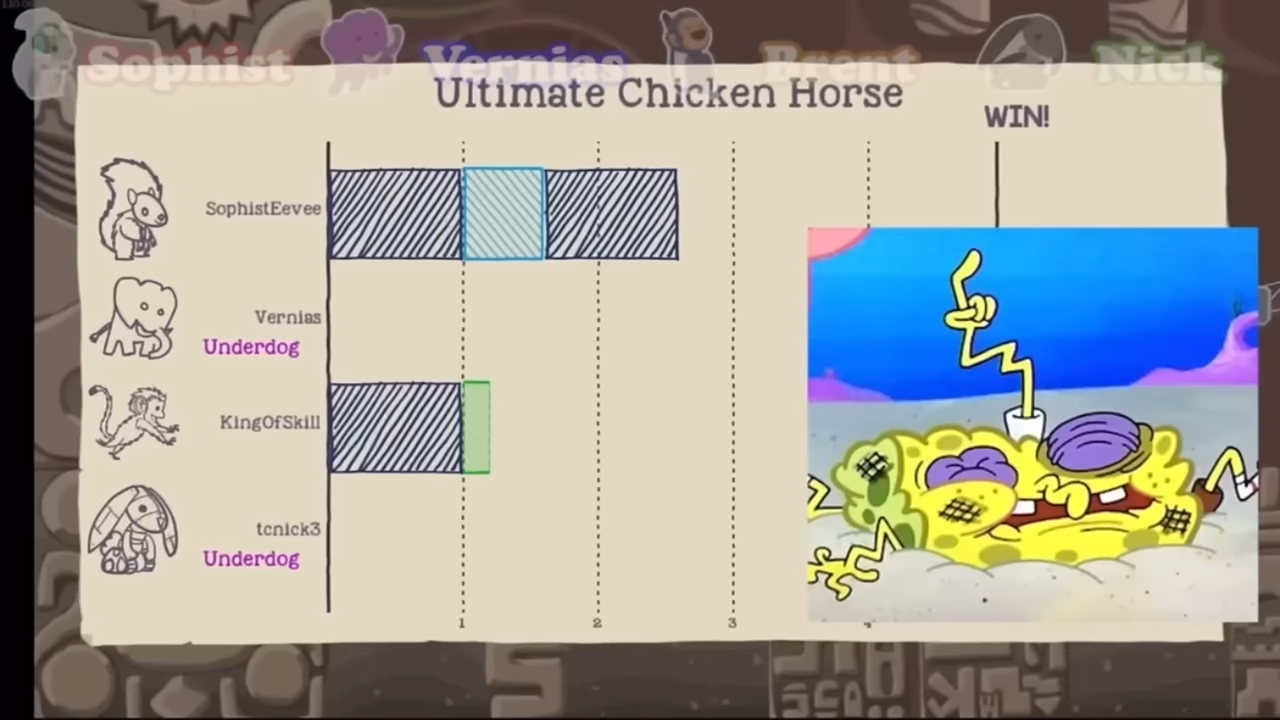 Sophist Vernias Brent Nick
Ultimate Chicken Horse
WIN!
SophistEevee
Vernias
Underdog
KingOfSkill
tcnick3
Underdog
1 2 3